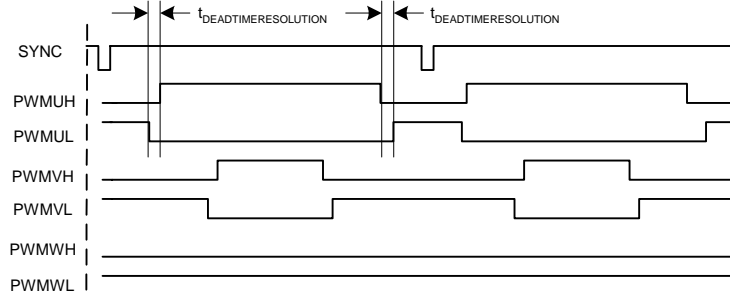 tDEADTIMERESOLUTION tDEADTIMERESOLUTION
SYNC
PWMUH
PWMUL
PWMVH
PWMVL
PWMWH
PWMWL